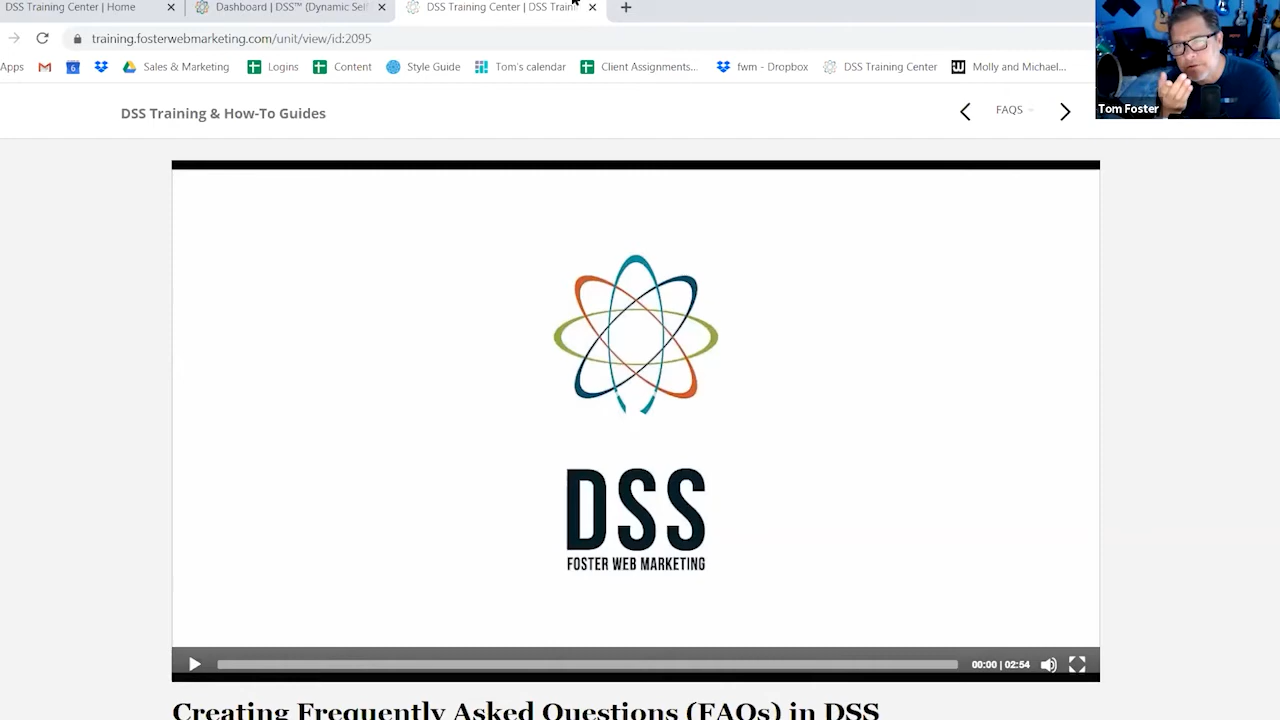 DSS Training Center | Home
Dashboard | DSS™ (Dynamic Sel
DSS Training Center | DSS Traini
training.fosterwebmarketing.com/unit/view/id:2095
Apps
Sales & Marketing
Logins
Content
Style Guide
Tom's calendar
Client Assignments...
fwm - Dropbox
DSS Training Center
Molly and Michael...
Tom Foster
DSS Training & How-To Guides
FAQS
DSS
FOSTER WEB MARKETING
00:00 | 02:54
Creating Frequently Asked Questions (FAQs) in DSS